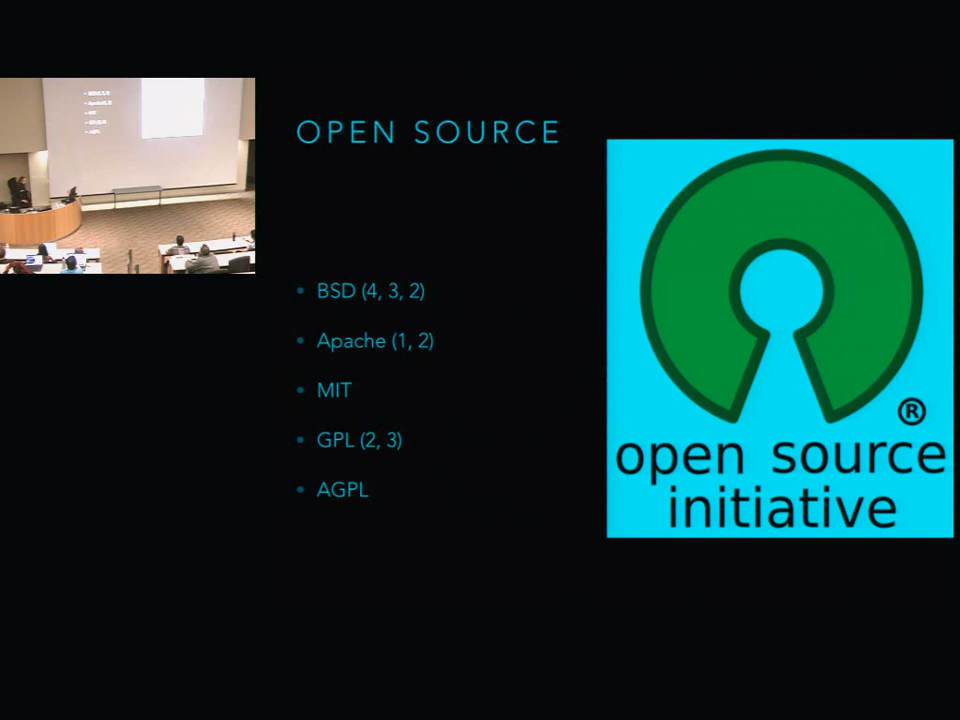 OPEN SOURCE
• BSD (4, 3, 2)
• Apache (1, 2)
• MIT
• GPL (2, 3)
• AGPL
®
open source
initiative